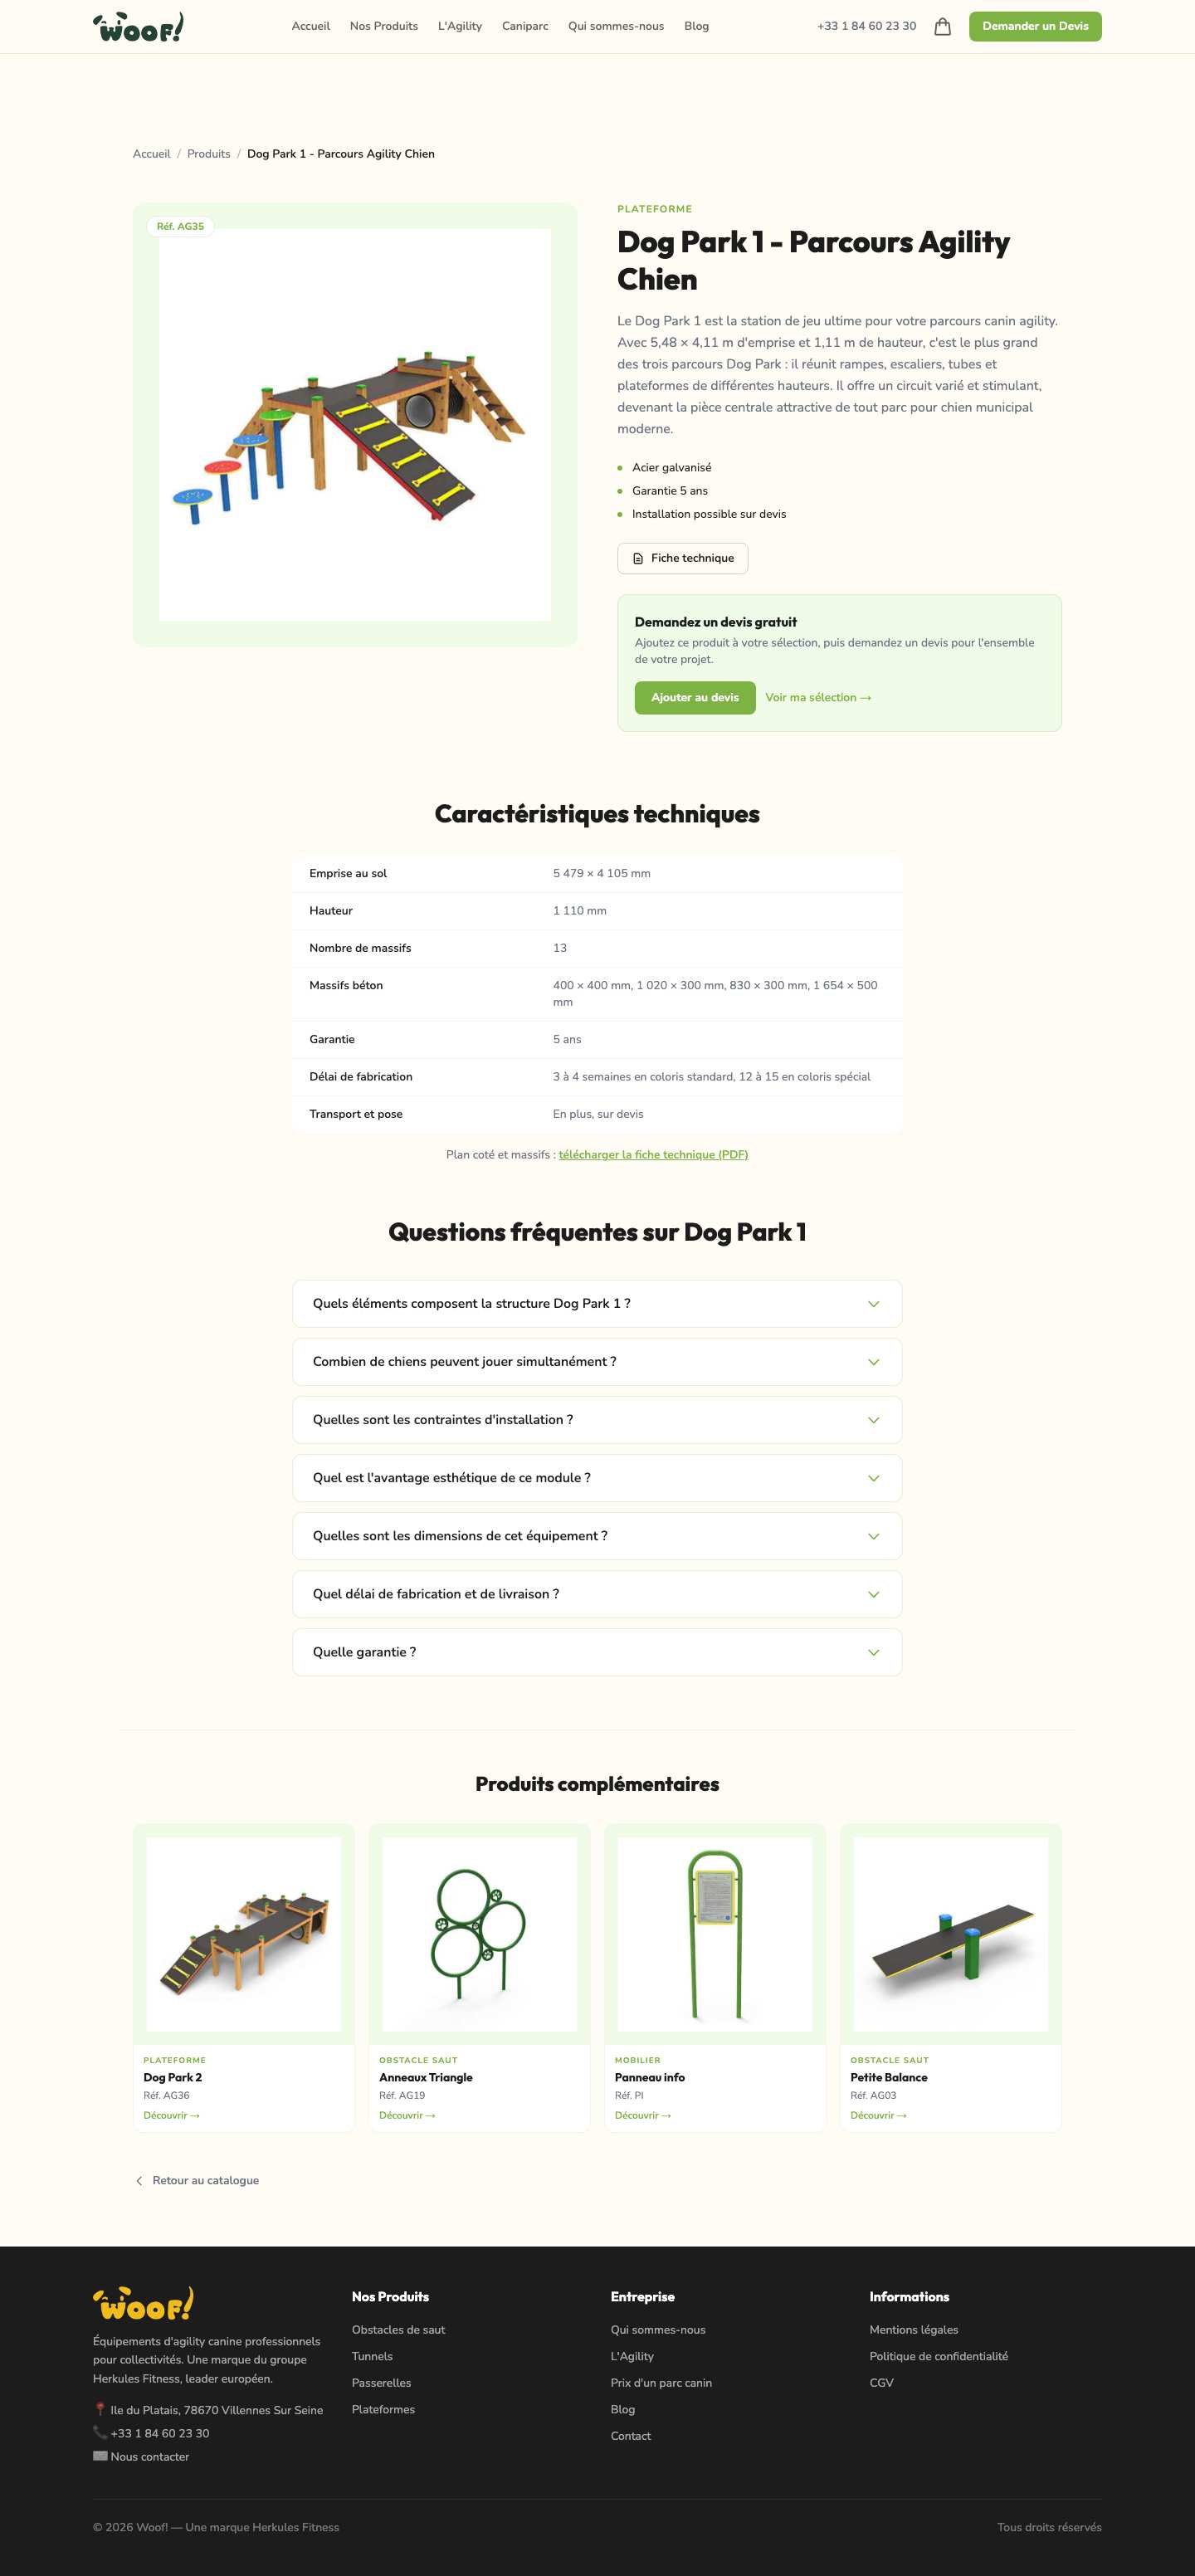 Woof!
Accueil
Nos Produits
L'Agility
Caniparc
Qui sommes-nous
Blog
+33 1 84 60 23 30
Demander un Devis
Accueil / Produits / Dog Park 1 - Parcours Agility Chien
Réf. AG35
PLATEFORME
Dog Park 1 - Parcours Agility
Chien
Le Dog Park 1 est la station de jeu ultime pour votre parcours canin agility.
Avec 5,48 × 4,11 m d'emprise et 1,11 m de hauteur, c'est le plus grand
des trois parcours Dog Park : il réunit rampes, escaliers, tubes et
plateformes de différentes hauteurs. Il offre un circuit varié et stimulant,
devenant la pièce centrale attractive de tout parc pour chien municipal
moderne.
Acier galvanisé
Garantie 5 ans
Installation possible sur devis
Fiche technique
Demandez un devis gratuit
Ajoutez ce produit à votre sélection, puis demandez un devis pour l'ensemble
de votre projet.
Ajouter au devis
Voir ma sélection →
Caractéristiques techniques
Emprise au sol 5 479 × 4 105 mm
Hauteur 1 110 mm
Nombre de massifs 13
Massifs béton 400 × 400 mm, 1 020 × 300 mm, 830 × 300 mm, 1 654 × 500
mm
Garantie 5 ans
Délai de fabrication 3 à 4 semaines en coloris standard, 12 à 15 en coloris spécial
Transport et pose En plus, sur devis
Plan coté et massifs : télécharger la fiche technique (PDF)
Questions fréquentes sur Dog Park 1
Quels éléments composent la structure Dog Park 1 ?
Combien de chiens peuvent jouer simultanément ?
Quelles sont les contraintes d'installation ?
Quel est l'avantage esthétique de ce module ?
Quelles sont les dimensions de cet équipement ?
Quel délai de fabrication et de livraison ?
Quelle garantie ?
Produits complémentaires
PLATEFORME
Dog Park 2
Réf. AG36
Découvrir →
OBSTACLE SAUT
Anneaux Triangle
Réf. AG19
Découvrir →
MOBILIER
Panneau info
Réf. PI
Découvrir →
OBSTACLE SAUT
Petite Balance
Réf. AG03
Découvrir →
Retour au catalogue
Woof!
Équipements d'agility canine professionnels
pour collectivités. Une marque du groupe
Herkules Fitness, leader européen.
Ile du Platais, 78670 Villennes Sur Seine
+33 1 84 60 23 30
Nous contacter
Nos Produits
Obstacles de saut
Tunnels
Passerelles
Plateformes
Entreprise
Qui sommes-nous
L'Agility
Prix d'un parc canin
Blog
Contact
Informations
Mentions légales
Politique de confidentialité
CGV
© 2026 Woof! — Une marque Herkules Fitness
Tous droits réservés